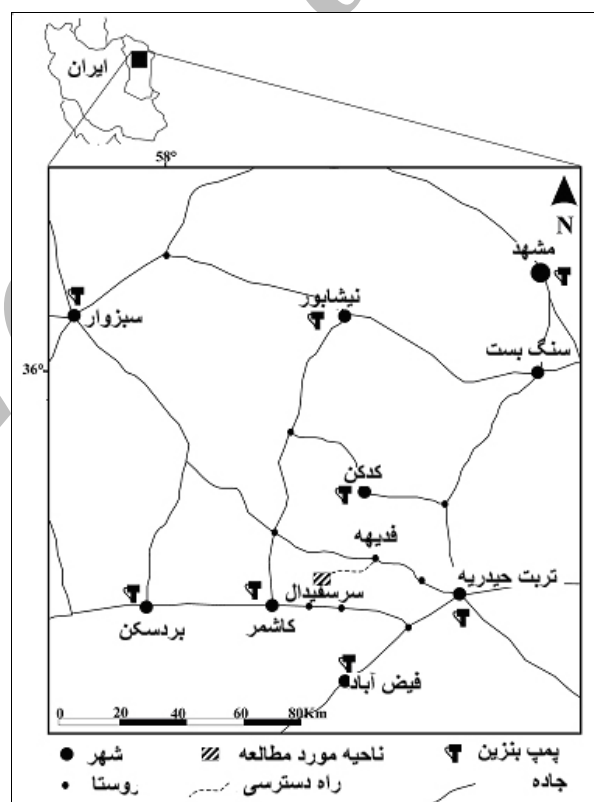 ایران
58°
N
مشهد
نیشابور
سبزوار
سنگ بست
36°
کدکن
فدیهه
تربت حیدریه
سرسفیدال
کاشمر
بردسکن
فیض آباد
0 20 40 60 80Km
شهر ناحیه مورد مطالعه پمپ بنزین
روستا راه دسترسی جاده